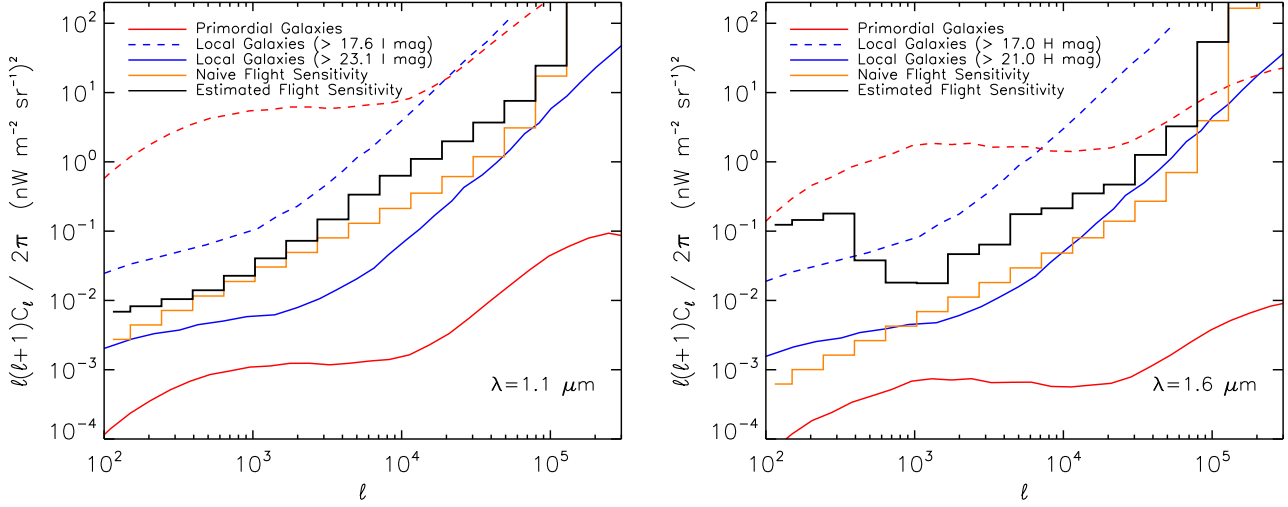 Primordial Galaxies
Local Galaxies (> 17.6 I mag)
Local Galaxies (> 23.1 I mag)
Naive Flight Sensitivity
Estimated Flight Sensitivity
λ=1.1 μm
ℓ(ℓ+1)Cℓ / 2π (nW m⁻² sr⁻¹)²
10²
10¹
10⁰
10⁻¹
10⁻²
10⁻³
10⁻⁴
10²
10³
10⁴
10⁵
ℓ
Primordial Galaxies
Local Galaxies (> 17.0 H mag)
Local Galaxies (> 21.0 H mag)
Naive Flight Sensitivity
Estimated Flight Sensitivity
λ=1.6 μm
ℓ(ℓ+1)Cℓ / 2π (nW m⁻² sr⁻¹)²
10²
10¹
10⁰
10⁻¹
10⁻²
10⁻³
10⁻⁴
10²
10³
10⁴
10⁵
ℓ